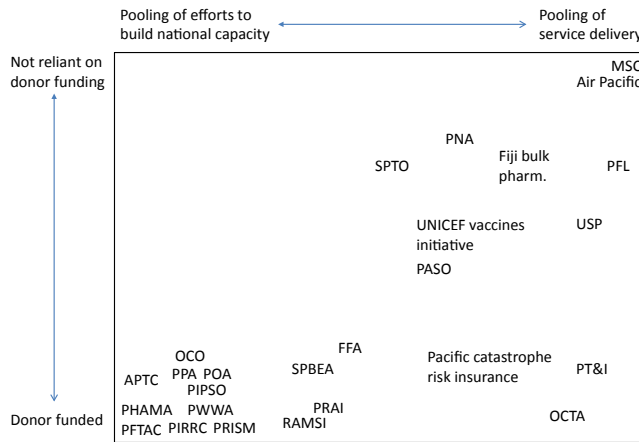 Pooling of efforts to
build national capacity
Pooling of
service delivery
Not reliant on
donor funding
MSG
Air Pacific
PNA
SPTO
Fiji bulk
pharm.
PFL
UNICEF vaccines
initiative
USP
PASO
FFA
OCO
SPBEA
Pacific catastrophe
risk insurance
PT&I
PPA POA
APTC
PIPSO
PHAMA PWWA
PRAI
OCTA
Donor funded
PFTAC PIRRC PRISM
RAMSI